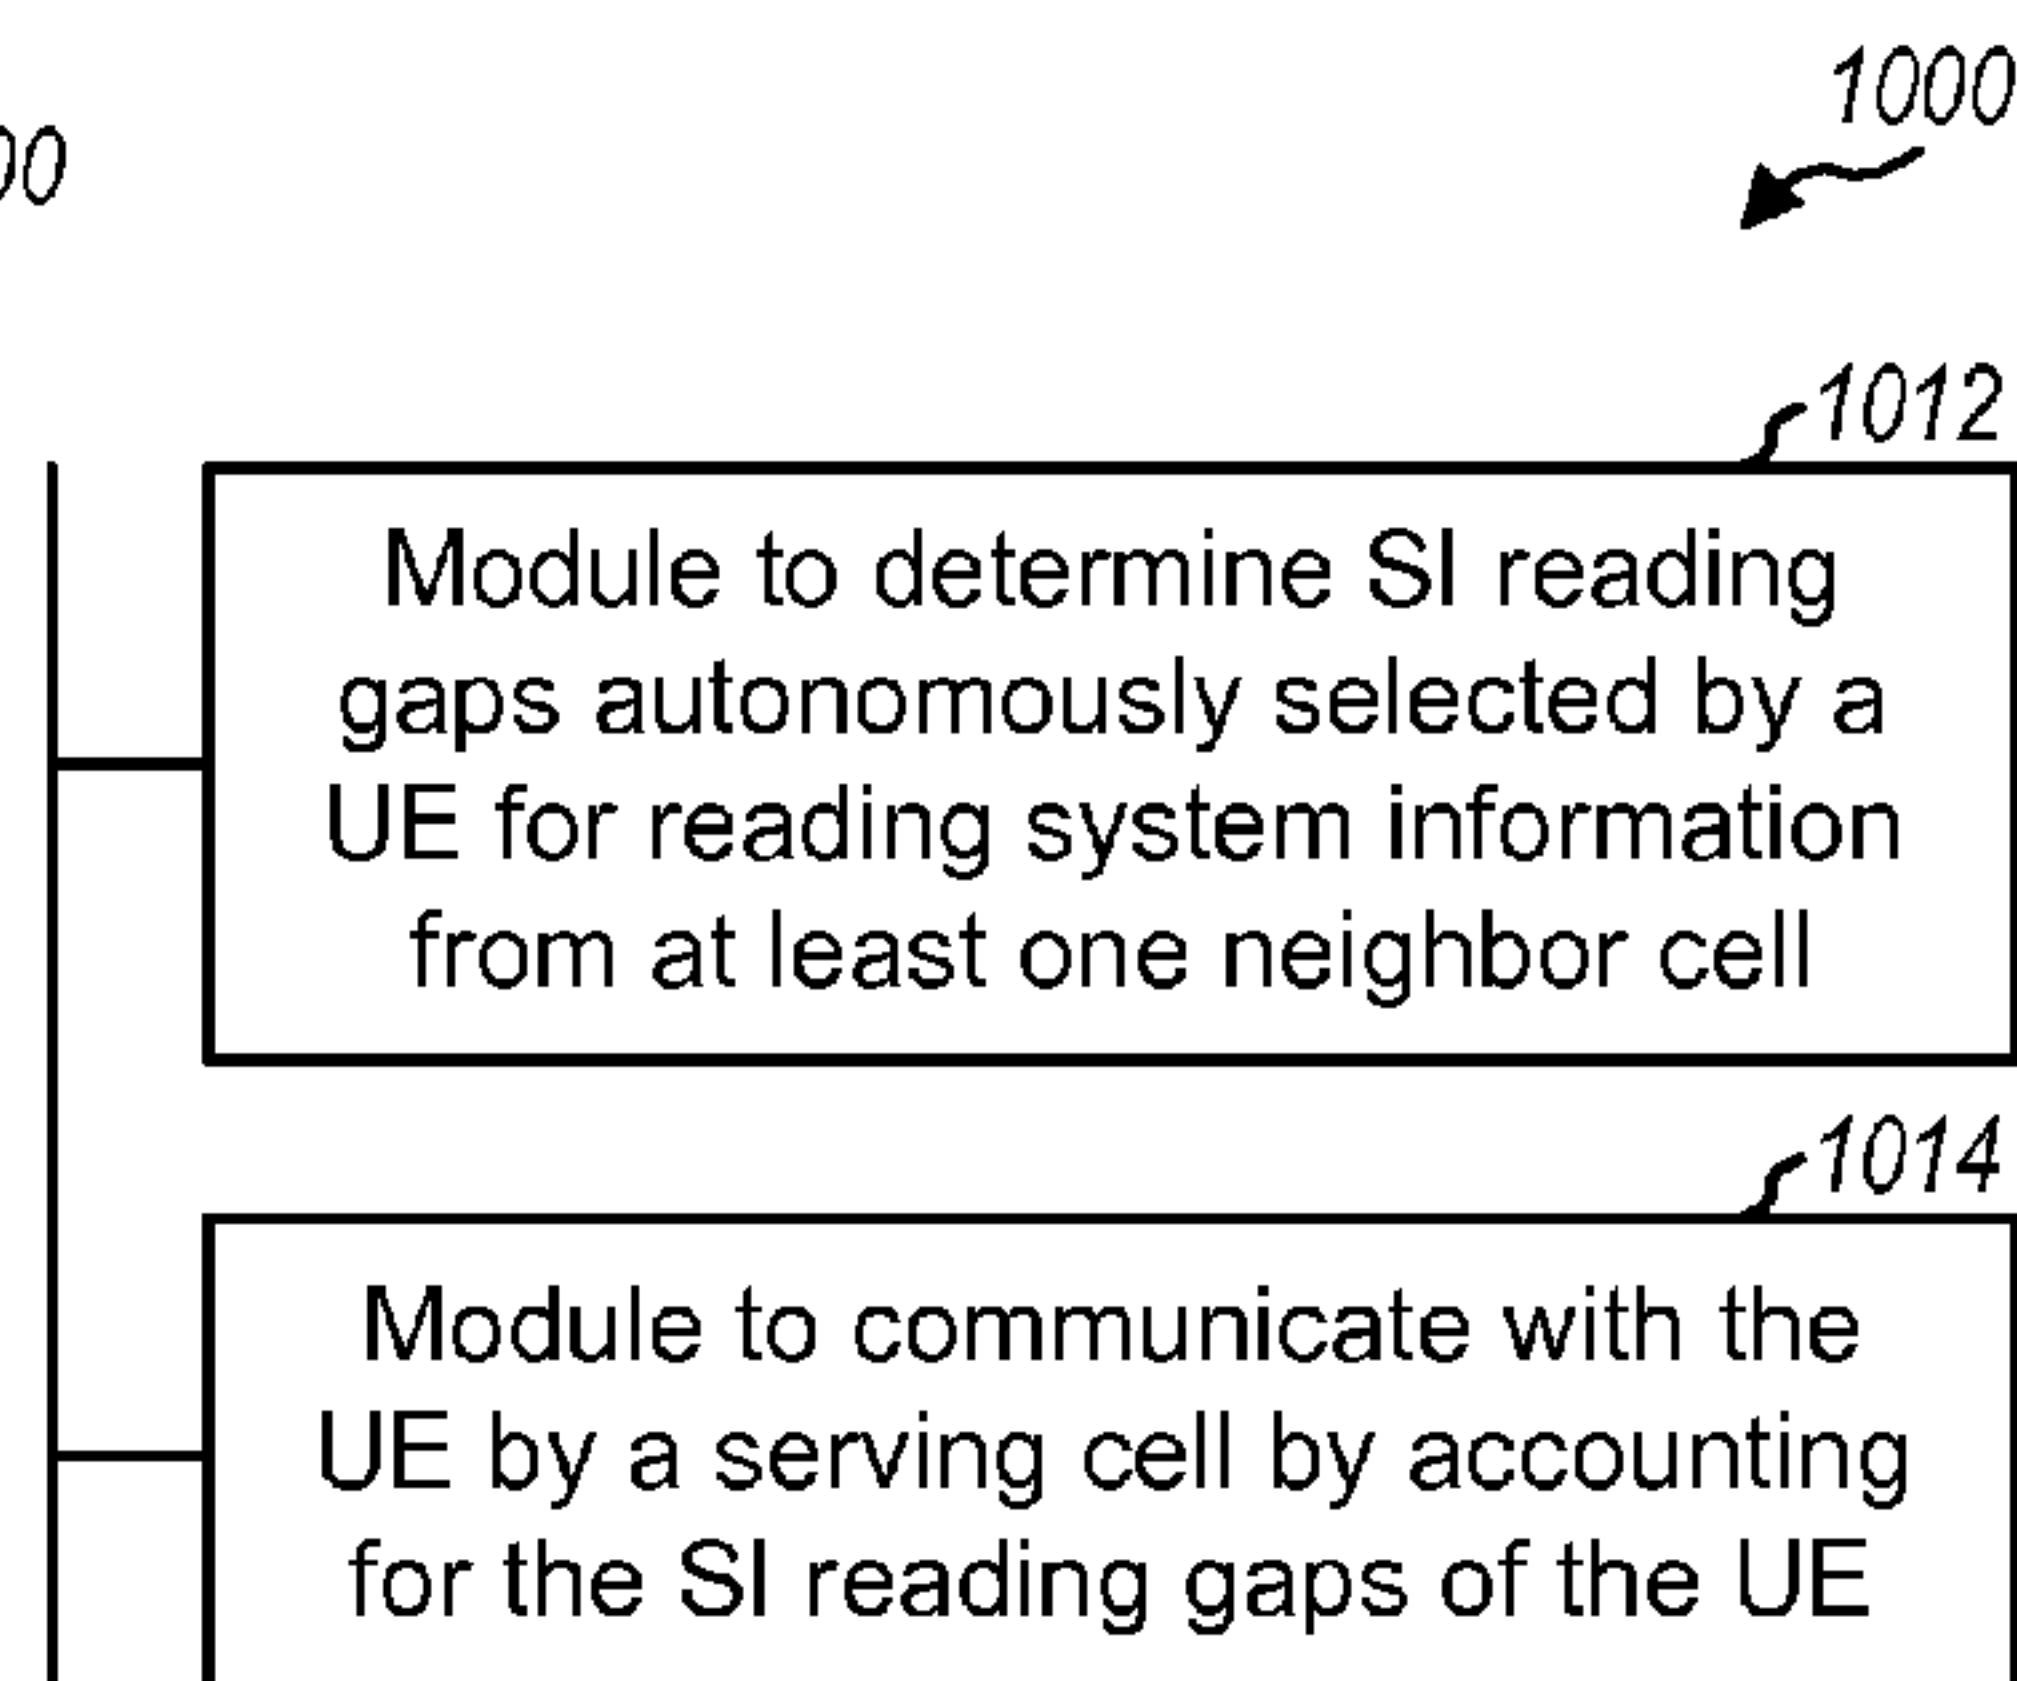 1000
00
1012
Module to determine SI reading
gaps autonomously selected by a
UE for reading system information
from at least one neighbor cell
1014
Module to communicate with the
UE by a serving cell by accounting
for the SI reading gaps of the UE